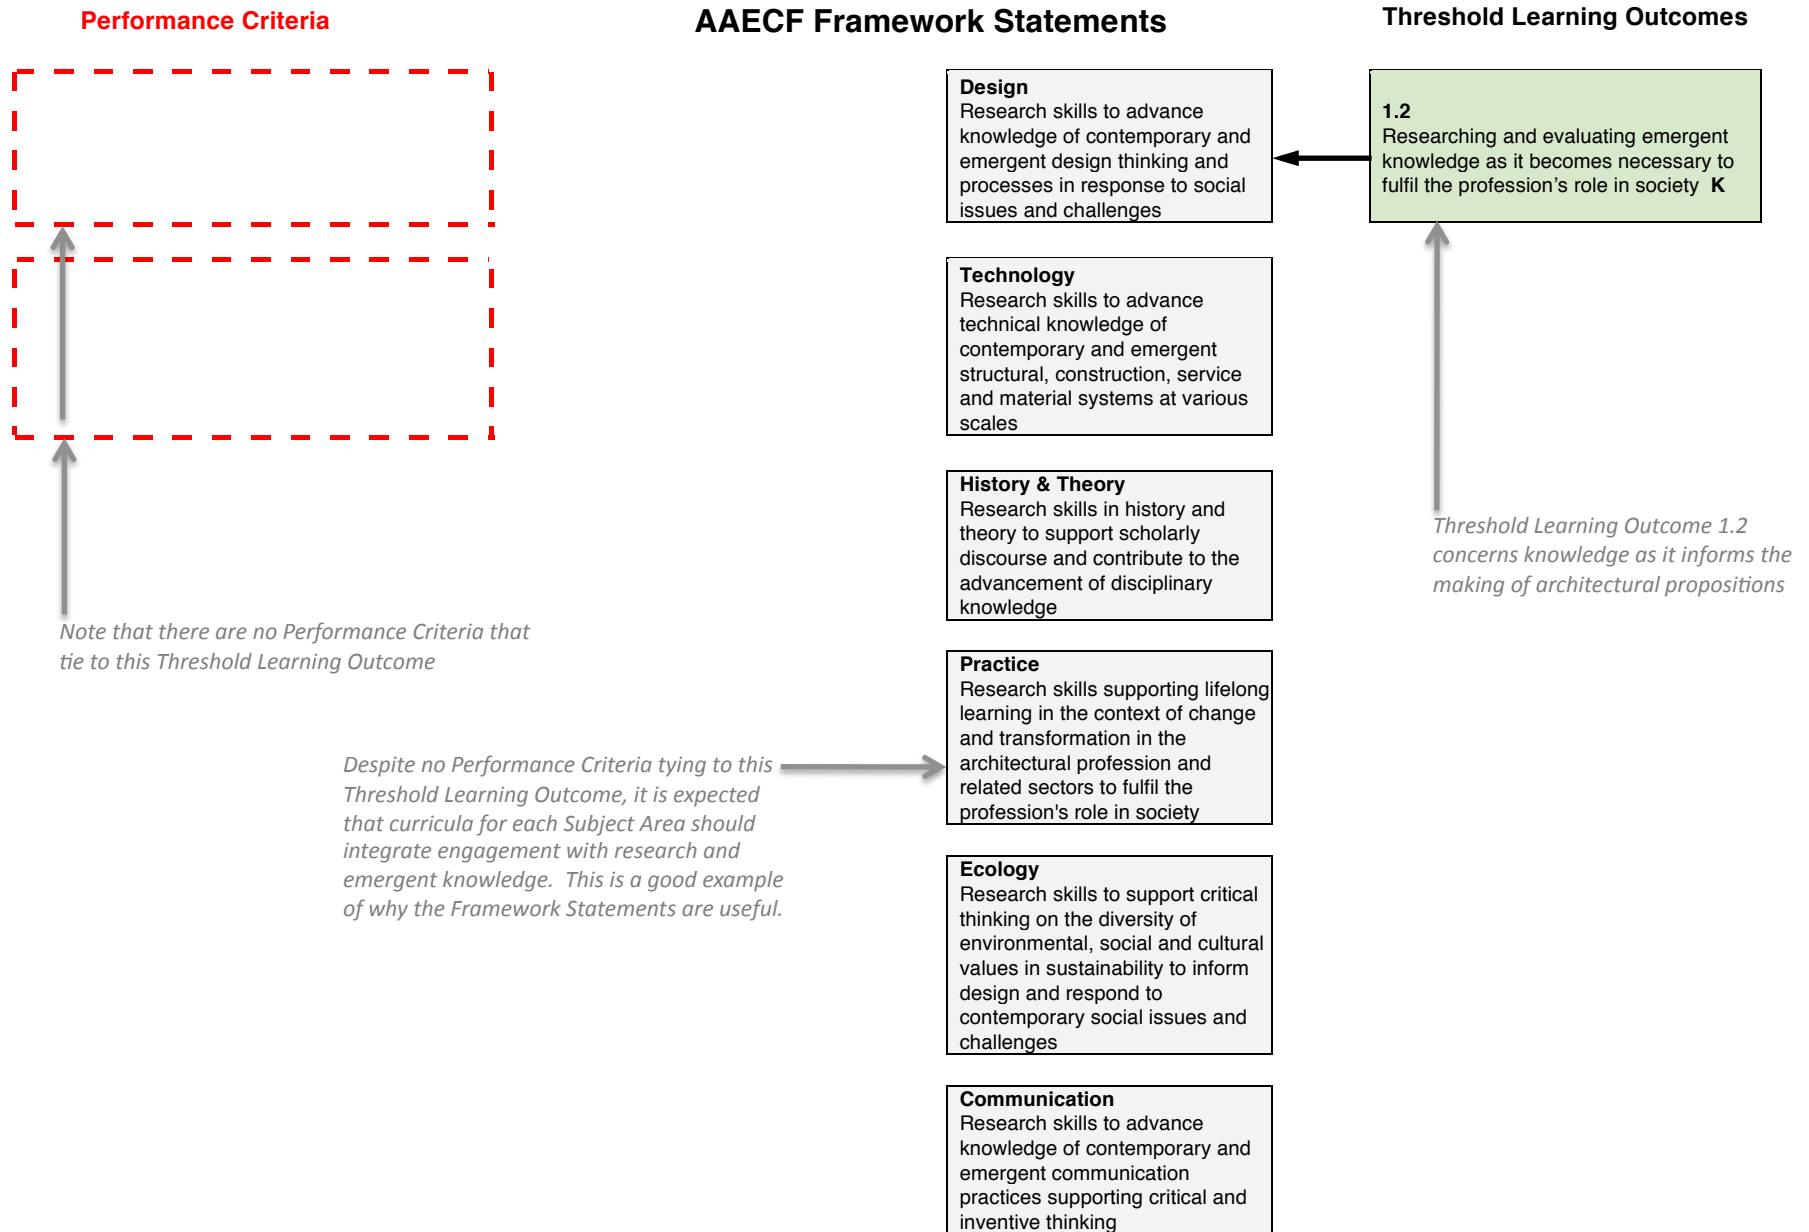 Performance Criteria
AAECF Framework Statements
Threshold Learning Outcomes
Design
Research skills to advance
knowledge of contemporary and
emergent design thinking and
processes in response to social
issues and challenges
1.2
Researching and evaluating emergent
knowledge as it becomes necessary to
fulfil the profession’s role in society  K
Technology
Research skills to advance
technical knowledge of
contemporary and emergent
structural, construction, service
and material systems at various
scales
History & Theory
Research skills in history and
theory to support scholarly
discourse and contribute to the
advancement of disciplinary
knowledge
Threshold Learning Outcome 1.2
concerns knowledge as it informs the
making of architectural propositions
Note that there are no Performance Criteria that
tie to this Threshold Learning Outcome
Practice
Research skills supporting lifelong
learning in the context of change
and transformation in the
architectural profession and
related sectors to fulfil the
profession's role in society
Despite no Performance Criteria tying to this
Threshold Learning Outcome, it is expected
that curricula for each Subject Area should
integrate engagement with research and
emergent knowledge.  This is a good example
of why the Framework Statements are useful.
Ecology
Research skills to support critical
thinking on the diversity of
environmental, social and cultural
values in sustainability to inform
design and respond to
contemporary social issues and
challenges
Communication
Research skills to advance
knowledge of contemporary and
emergent communication
practices supporting critical and
inventive thinking